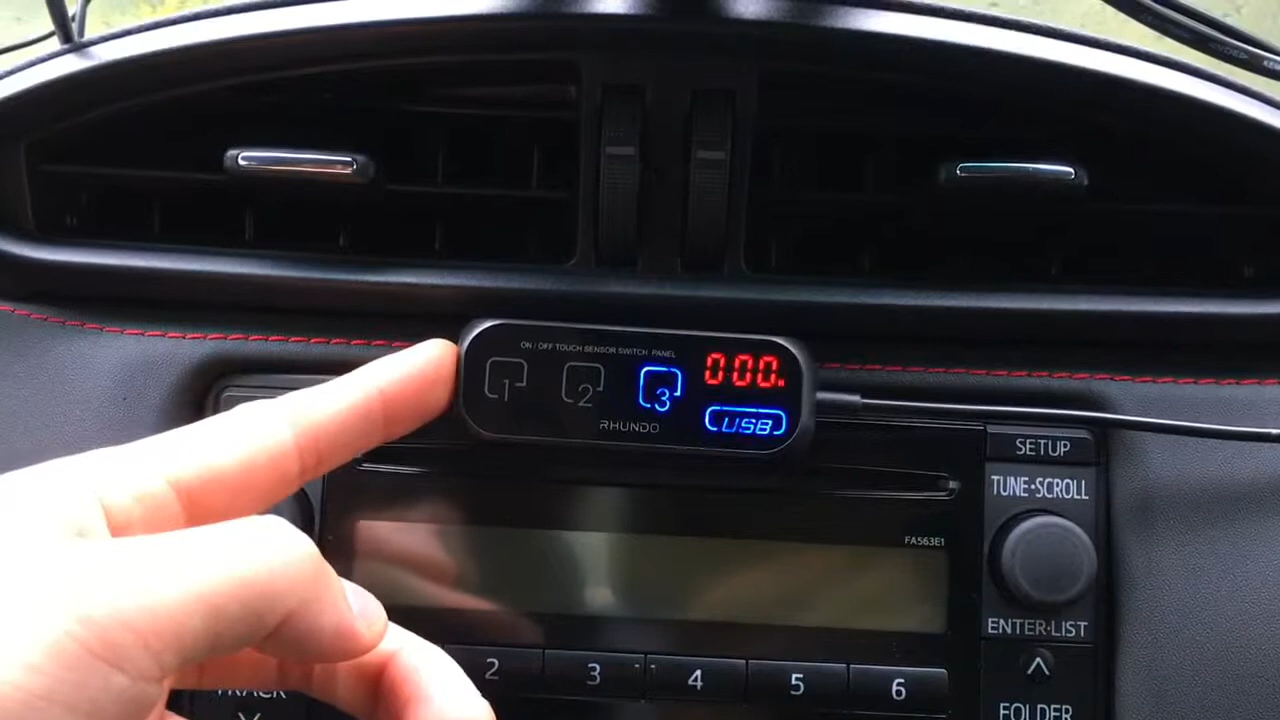 ON / OFF TOUCH SENSOR SWITCH PANEL
1 2 3 000
RHUNDO USB
SETUP
TUNE•SCROLL
FA563E1
ENTER•LIST
2 3 4 5 6
TRACK
FOLDER